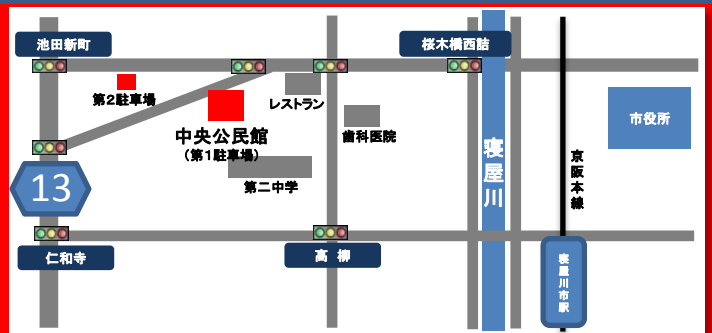 池田新町
桜木橋西詰
第2駐車場
レストラン
中央公民館
(第1駐車場)
歯科医院
市役所
寝屋川
京阪本線
13
第二中学
仁和寺
高 柳
寝屋川市駅